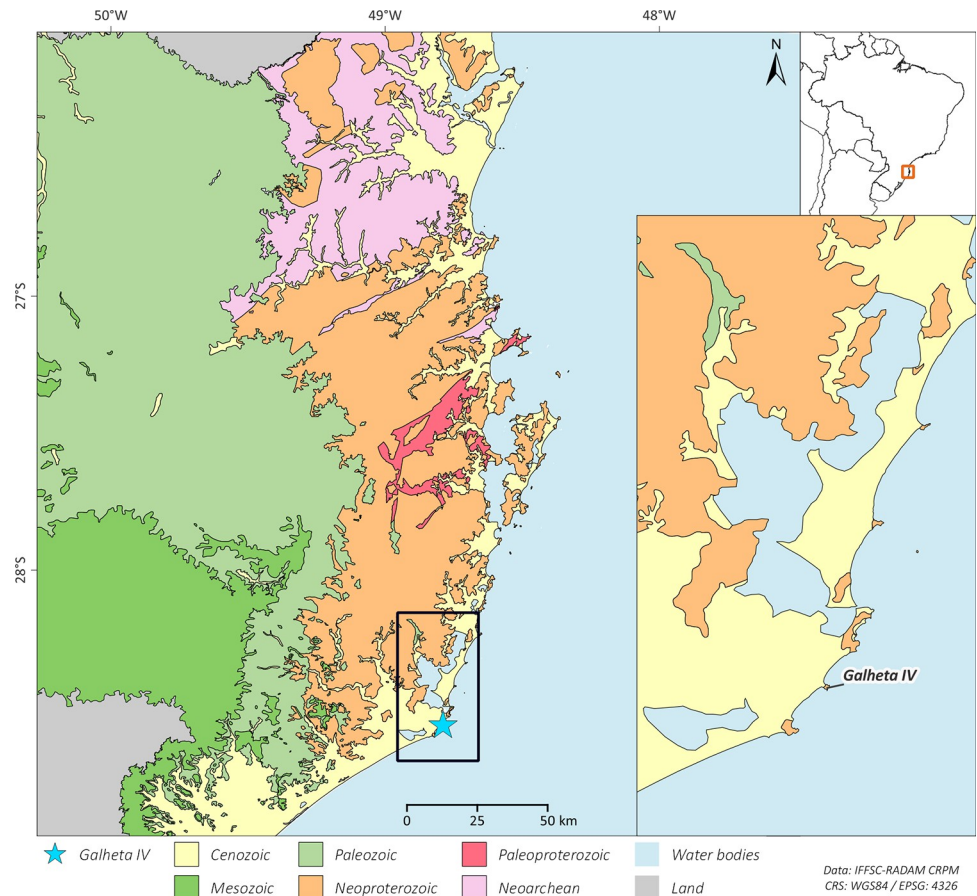 50°W 49°W 48°W
N
27°S
28°S
Galheta IV
0 25 50 km
Galheta IV Cenozoic Paleozoic Paleoproterozoic Water bodies
Mesozoic Neoproterozoic Neoarchean Land
Data: IFFSC-RADAM CRPM
CRS: WGS84 / EPSG: 4326